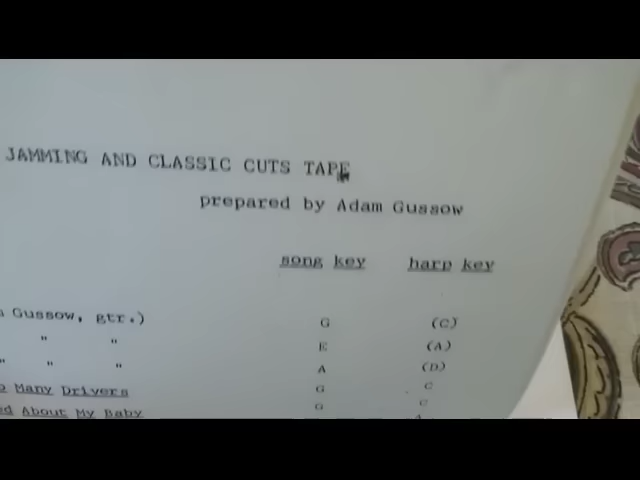 JAMMING AND CLASSIC CUTS TAPE
prepared by Adam Gussow
song key harp key
Gussow, gtr.) G (C)
" " E (A)
" " " A (D)
Many Drivers G C
About My Baby G C